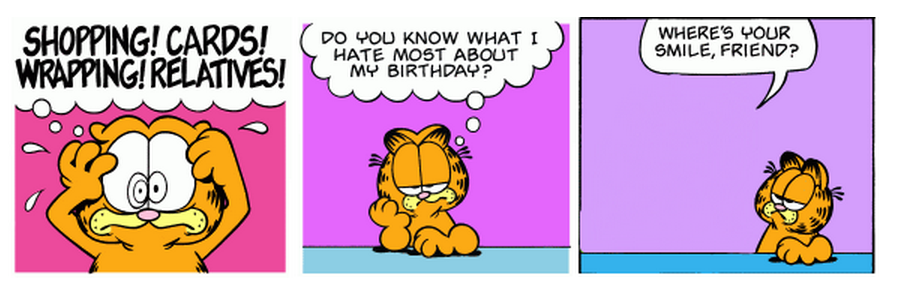 SHOPPING! CARDS!
WRAPPING! RELATIVES!
DO YOU KNOW WHAT I
HATE MOST ABOUT
MY BIRTHDAY?
WHERE'S YOUR
SMILE, FRIEND?